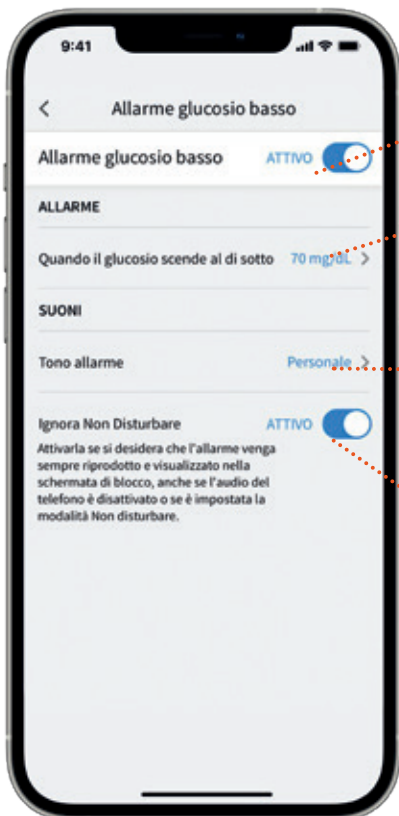 9:41
Allarme glucosio basso
Allarme glucosio basso ATTIVO
ALLARME
Quando il glucosio scende al di sotto 70 mg/dL
SUONI
Tono allarme Personale
Ignora Non Disturbare ATTIVO
Attivarla se si desidera che l'allarme venga
sempre riprodotto e visualizzato nella
schermata di blocco, anche se l'audio del
telefono è disattivato o se è impostata la
modalità Non disturbare.